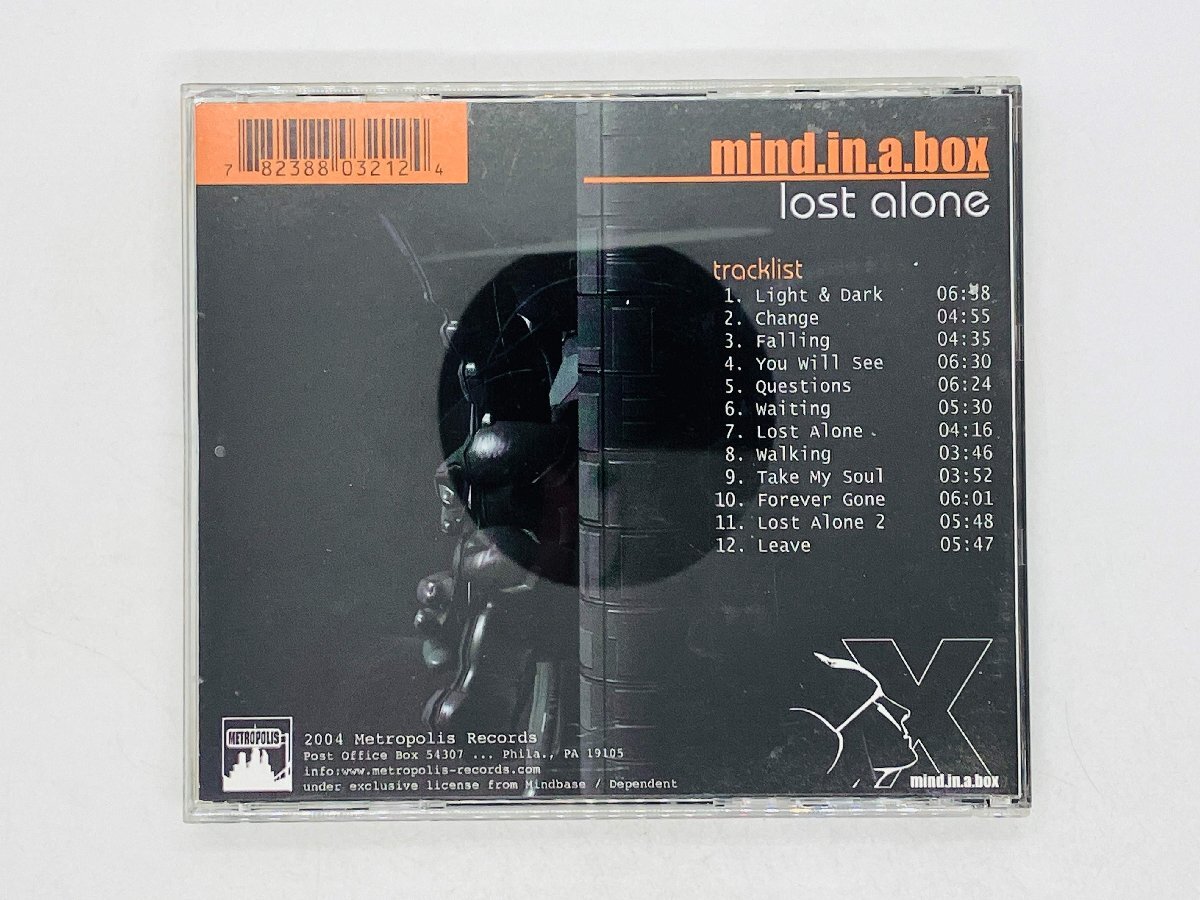 7 82388 03212 4
mind.in.a.box
lost alone
tracklist
1. Light & Dark 06:38
2. Change 04:55
3. Falling 04:35
4. You Will See 06:30
5. Questions 06:24
6. Waiting 05:30
7. Lost Alone 04:16
8. Walking 03:46
9. Take My Soul 03:52
10. Forever Gone 06:01
11. Lost Alone 2 05:48
12. Leave 05:47
METROPOLIS
2004 Metropolis Records
Post Office Box 54307 ... Phila., PA 19105
info:www.metropolis-records.com
under exclusive license from Mindbase / Dependent
X
mind.in.a.box